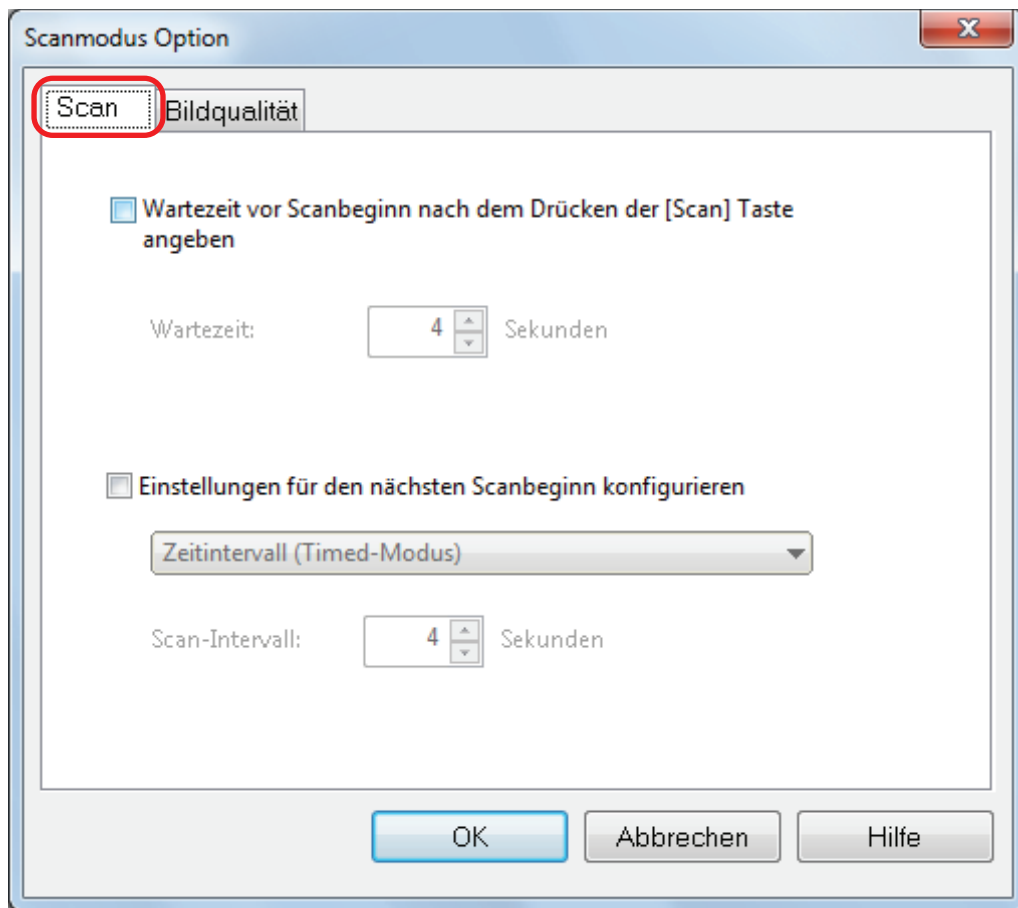 Scanmodus Option
x
Scan Bildqualität
Wartezeit vor Scanbeginn nach dem Drücken der [Scan] Taste
angeben
Wartezeit: 4 Sekunden
Einstellungen für den nächsten Scanbeginn konfigurieren
Zeitintervall (Timed-Modus)
Scan-Intervall: 4 Sekunden
OK Abbrechen Hilfe